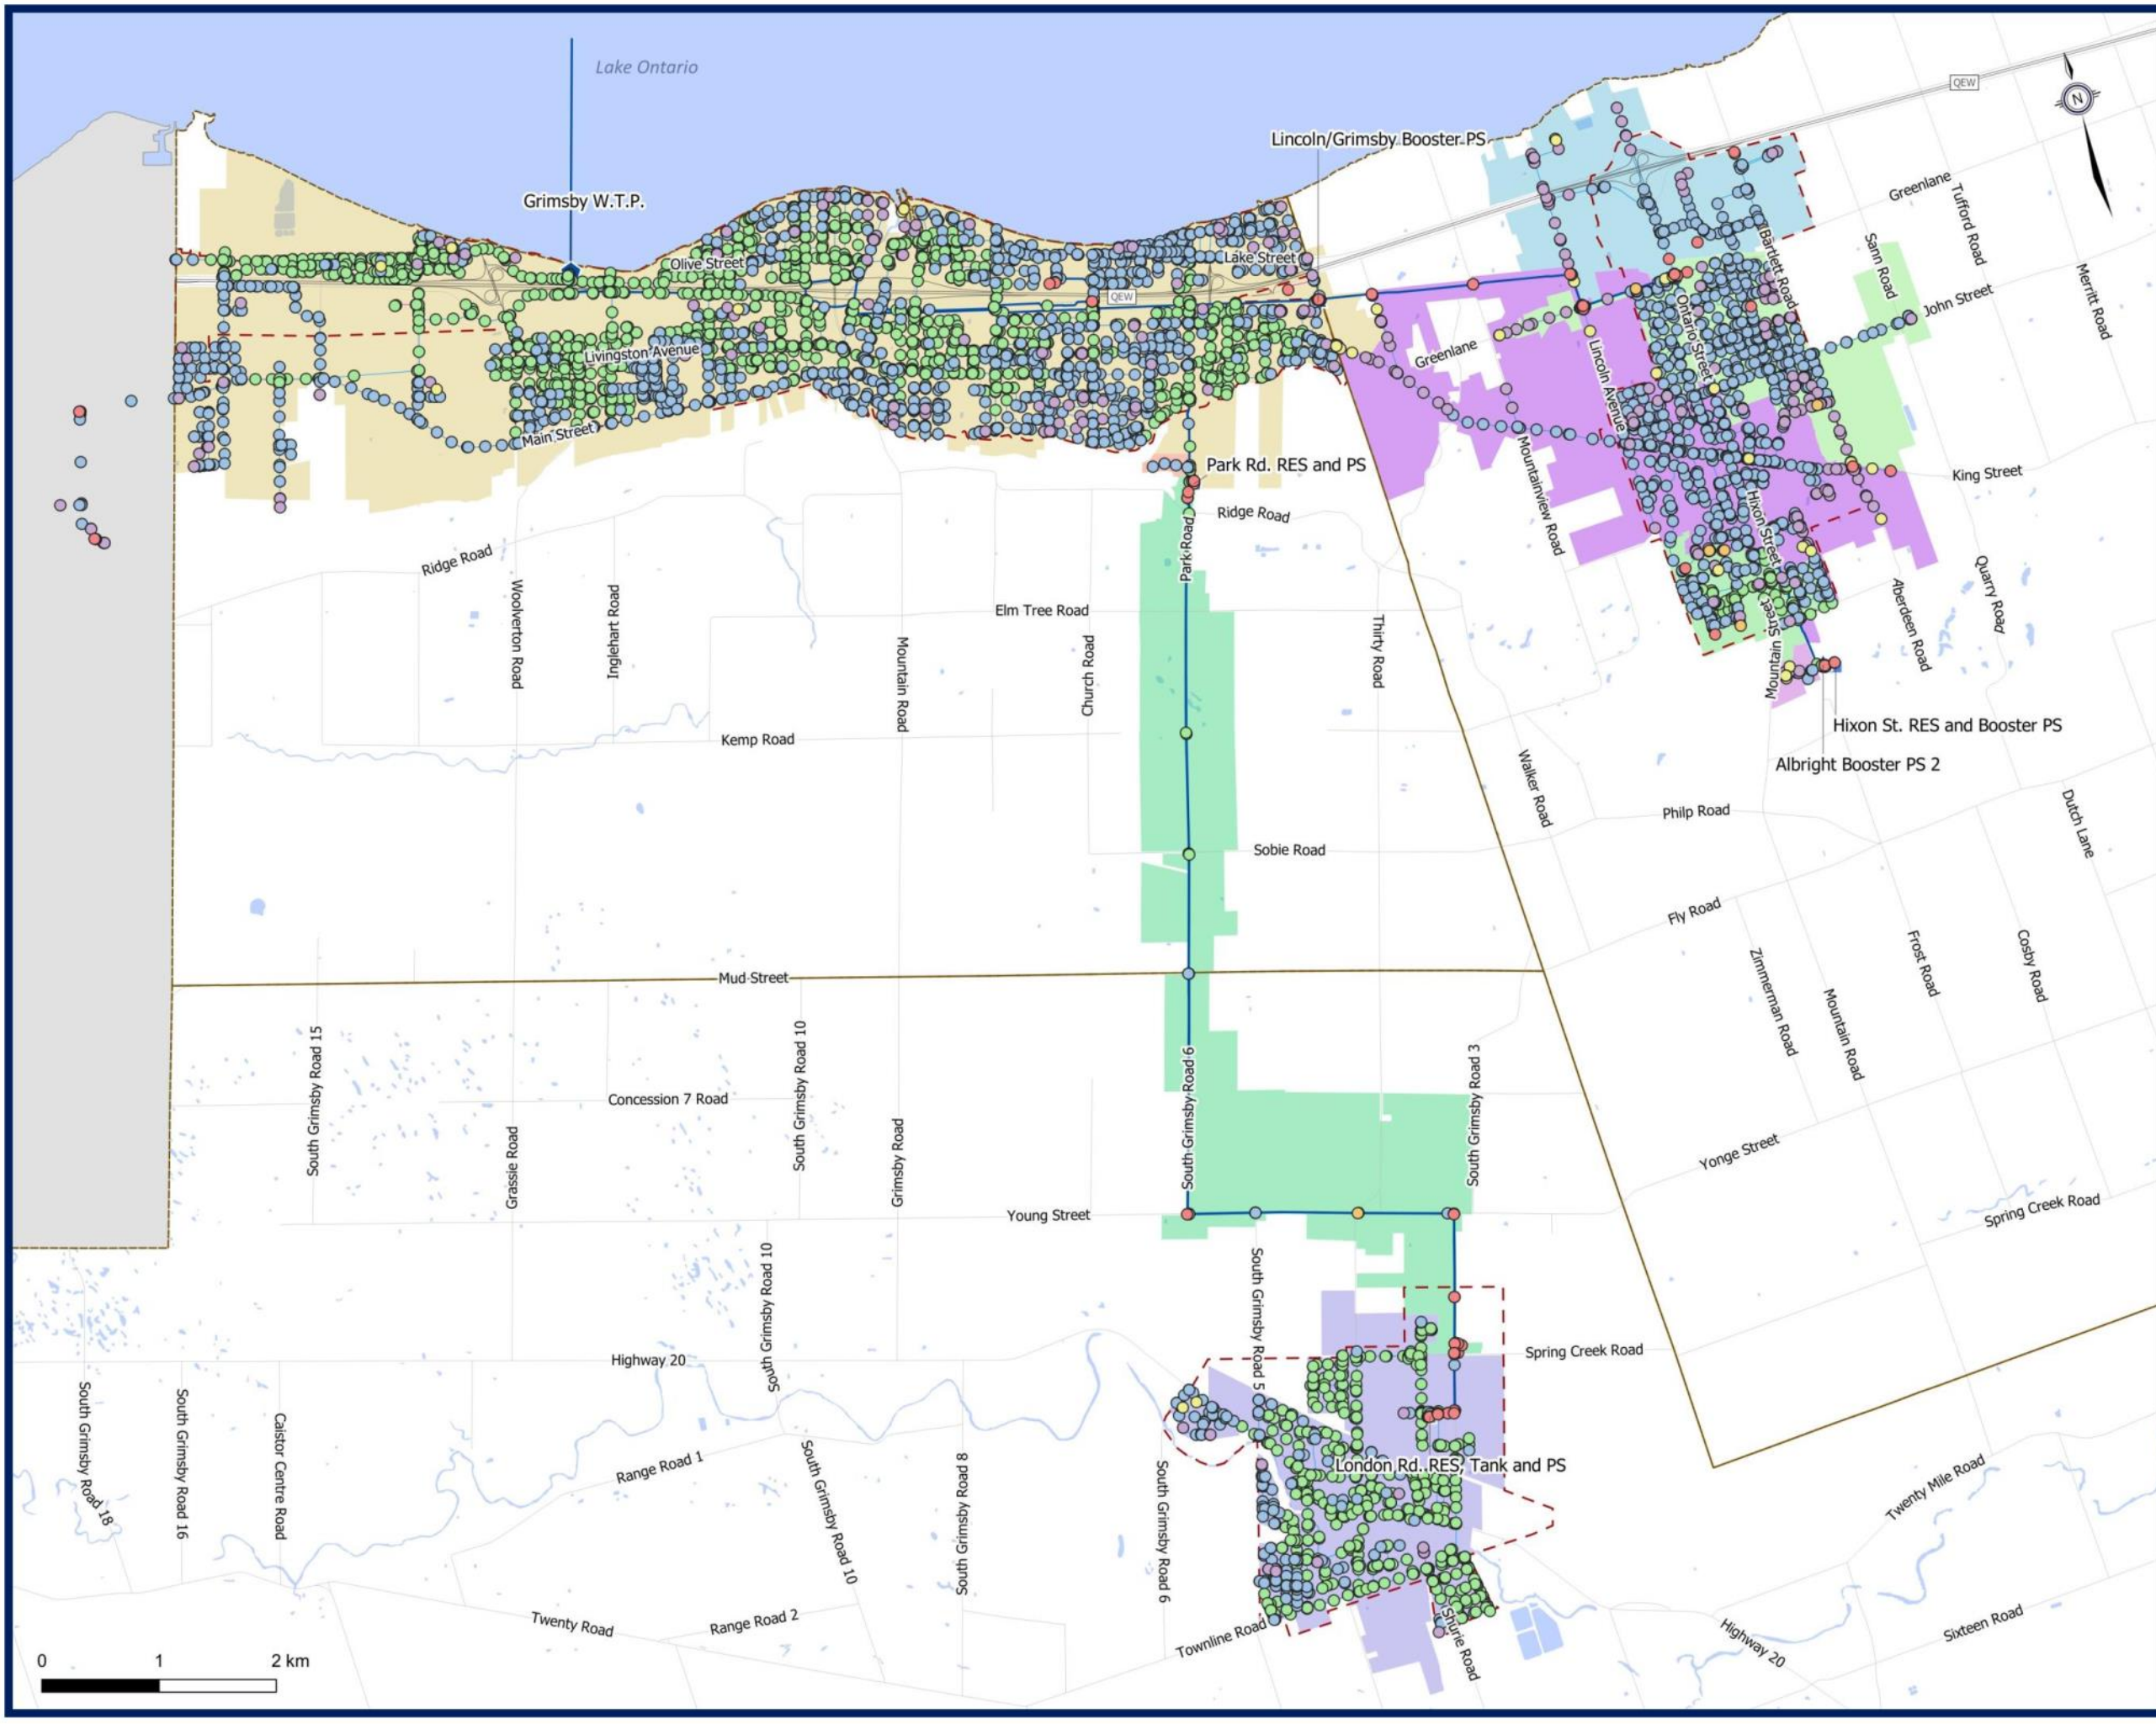 Lake Ontario
QEW
N
Lincoln/Grimsby Booster PS
Greenlane
Tufford Road
Grimsby W.T.P.
Bartlett Road
Sann Road
Olive Street
Lake Street
Merritt Road
QEW
John Street
Ontario Street
Livingston Avenue
Greenlane
Lincoln Avenue
Main Street
Mountainview Road
Park Rd. RES and PS
King Street
Hixon Street
Ridge Road
Ridge Road
Park Road
Quarry Road
Woolverton Road
Inglehart Road
Elm Tree Road
Mountain Street
Aberdeen Road
Mountain Road
Church Road
Thirty Road
Hixon St. RES and Booster PS
Kemp Road
Albright Booster PS 2
Walker Road
Philp Road
Dutch Lane
Sobie Road
Fly Road
Zimmerman Road
Frost Road
Cosby Road
Mud Street
Mountain Road
South Grimsby Road 15
South Grimsby Road 10
South Grimsby Road 6
South Grimsby Road 3
Concession 7 Road
Grassie Road
Grimsby Road
Yonge Street
Young Street
Spring Creek Road
South Grimsby Road 10
South Grimsby Road 5
Highway 20
Spring Creek Road
South Grimsby Road 18
South Grimsby Road 16
Caistor Centre Road
Range Road 1
South Grimsby Road 10
South Grimsby Road 8
South Grimsby Road 6
London Rd. RES, Tank and PS
Twenty Mile Road
Twenty Road
Range Road 2
Townline Road
Shurie Road
Highway 20
Sixteen Road
0 1 2 km